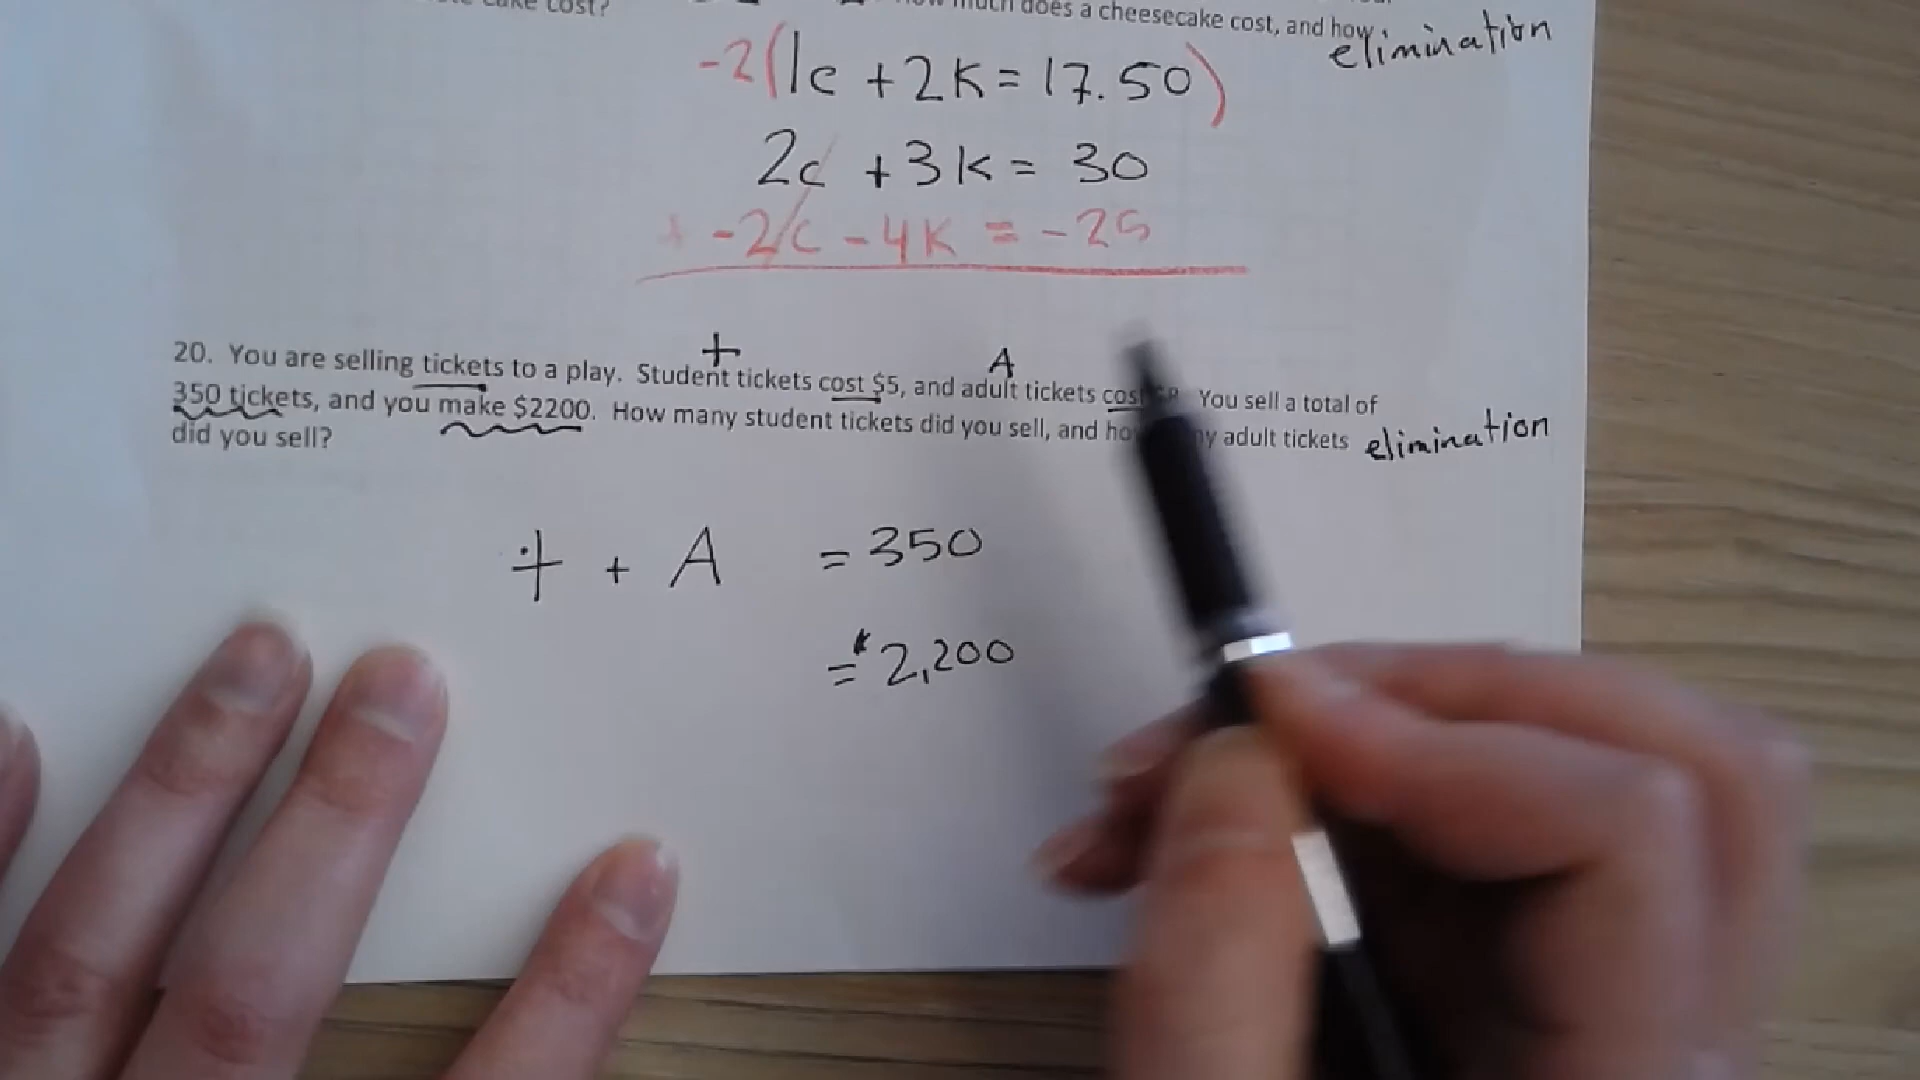 cake cost?
much does a cheesecake cost, and how
elimination
-2(1c + 2K = 17.50)
2c + 3K = 30
+ -2c - 4K = -25
t A
20. You are selling tickets to a play. Student tickets cost $5, and adult tickets cost You sell a total of
350 tickets, and you make $2200. How many student tickets did you sell, and adult tickets
did you sell?
elimination
t + A = 350
= 2,200